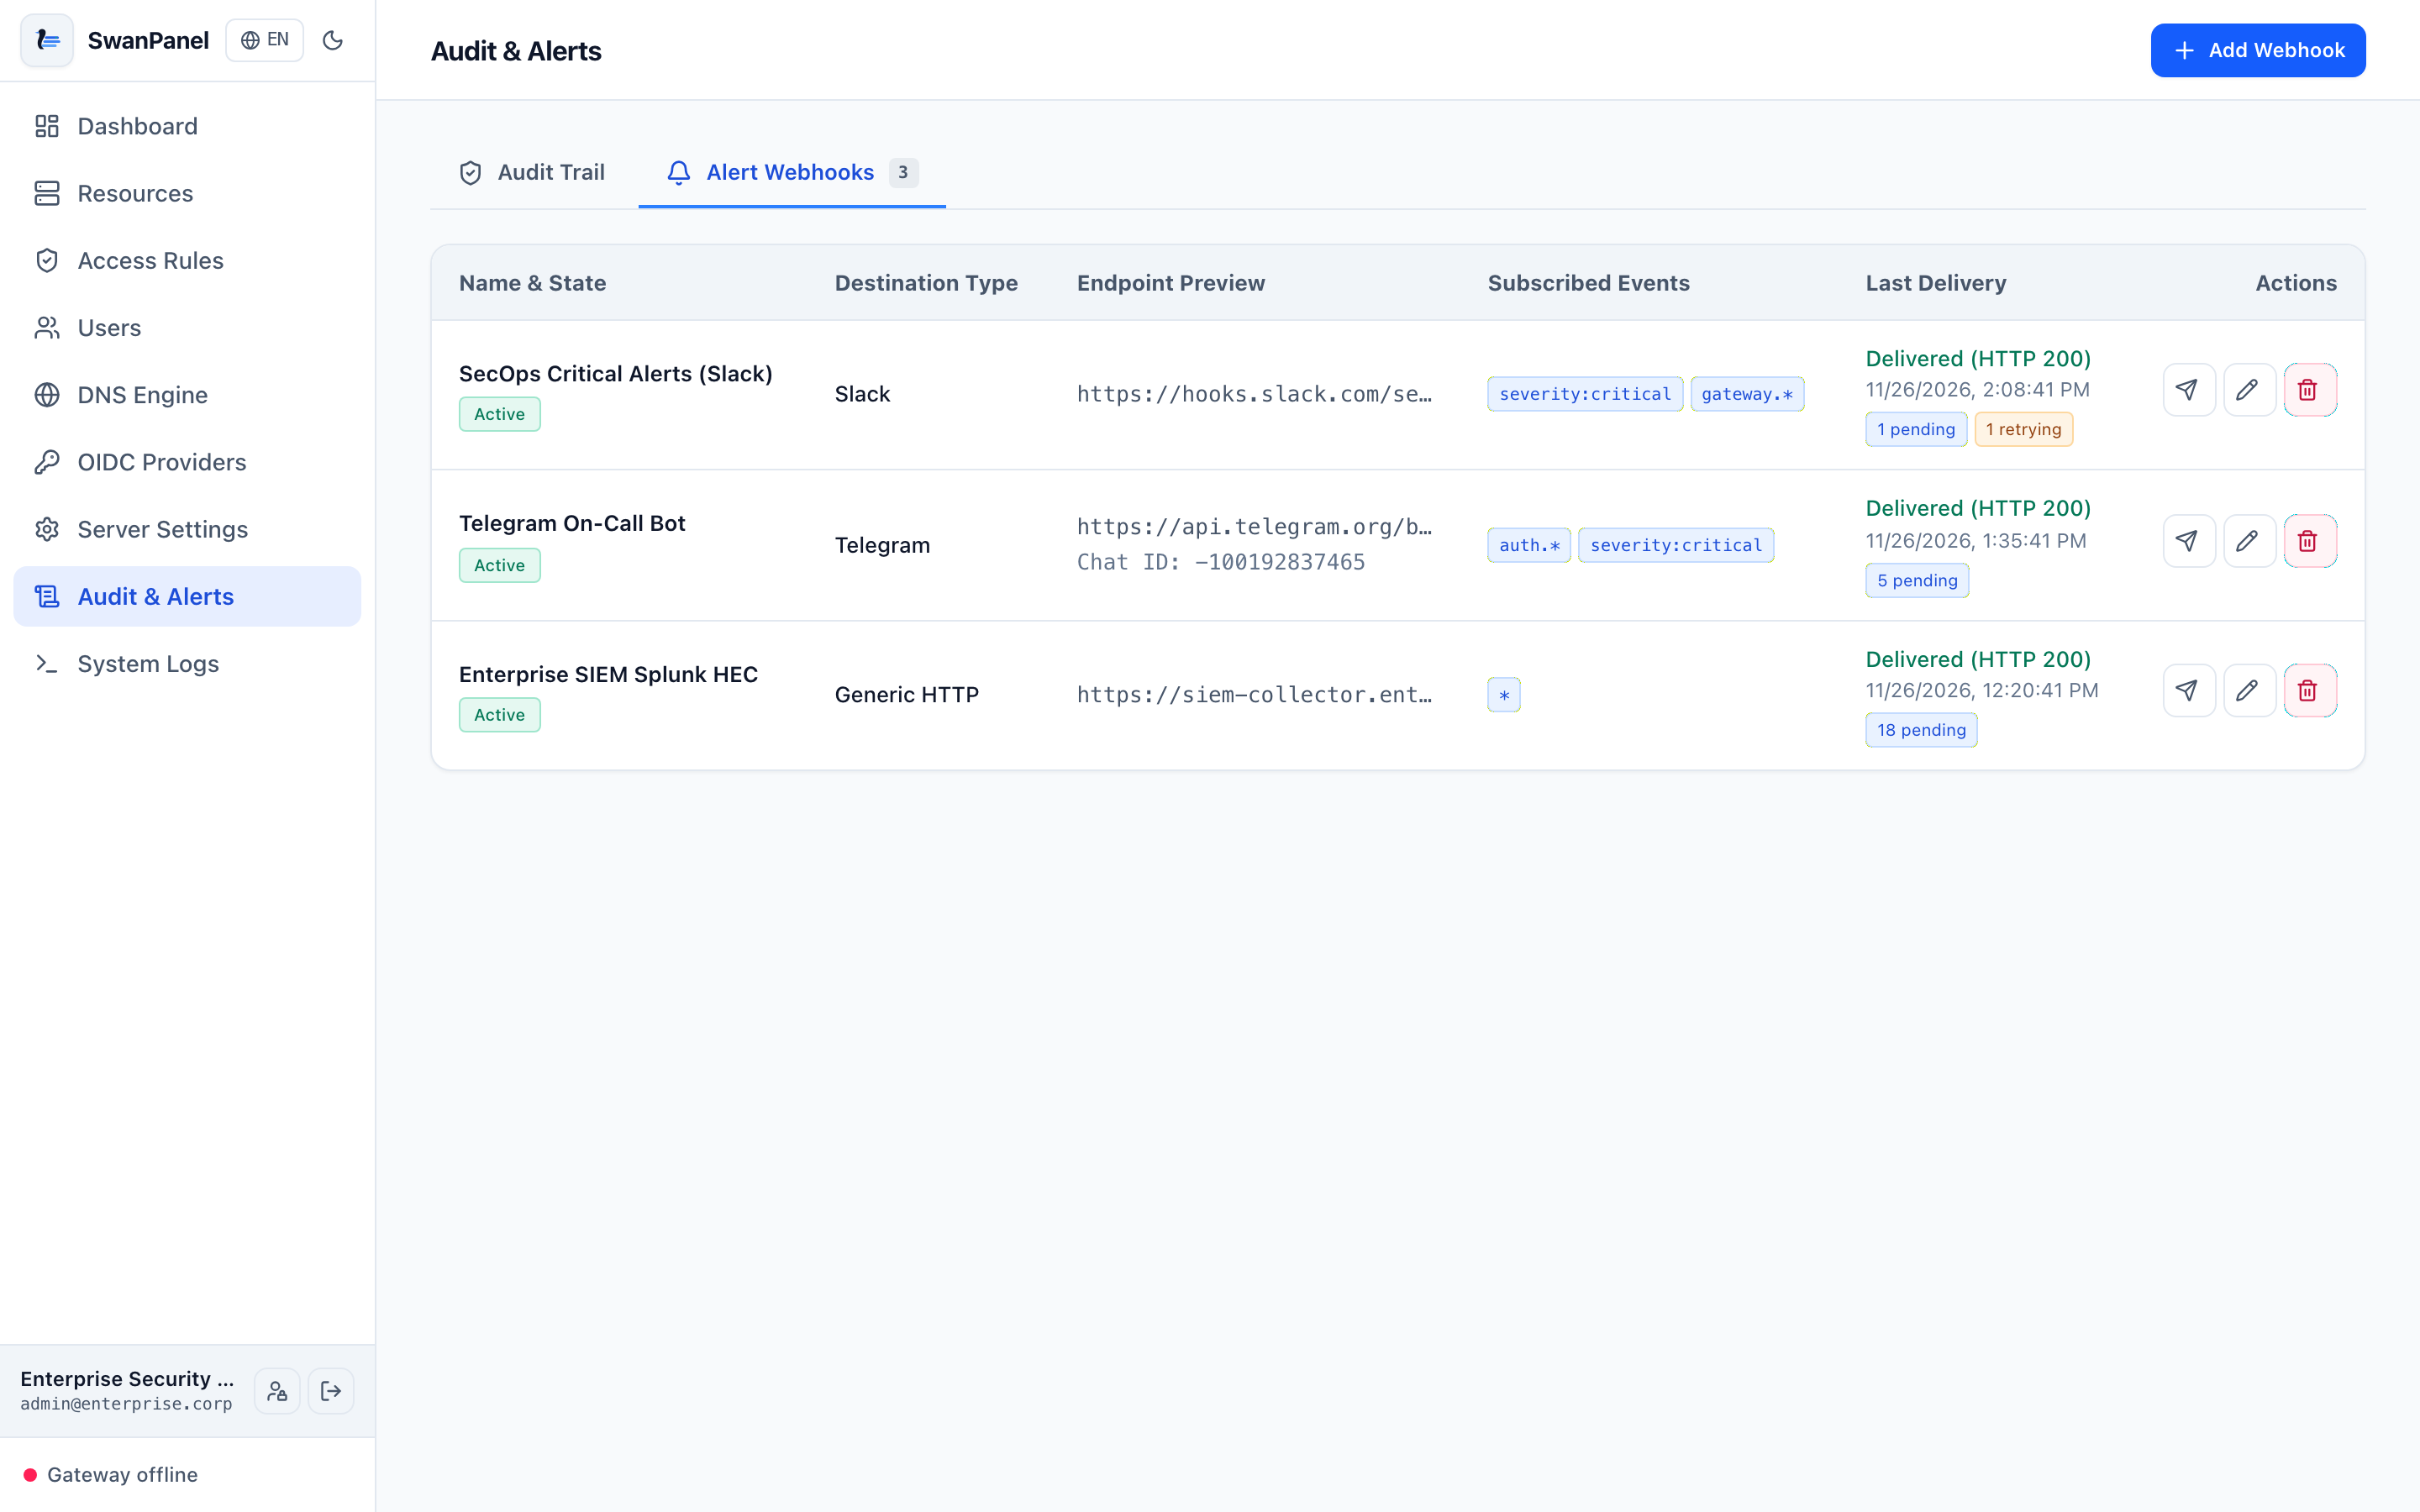 SwanPanel
EN
Dashboard
Resources
Access Rules
Users
DNS Engine
OIDC Providers
Server Settings
Audit & Alerts
System Logs
Enterprise Security ...
admin@enterprise.corp
Gateway offline
Audit & Alerts
Add Webhook
Audit Trail
Alert Webhooks 3
Name & State Destination Type Endpoint Preview Subscribed Events Last Delivery Actions
SecOps Critical Alerts (Slack)
Active
Slack
https://hooks.slack.com/se…
severity:critical gateway.*
Delivered (HTTP 200)
11/26/2026, 2:08:41 PM
1 pending 1 retrying
Telegram On-Call Bot
Active
Telegram
https://api.telegram.org/b…
Chat ID: -100192837465
auth.* severity:critical
Delivered (HTTP 200)
11/26/2026, 1:35:41 PM
5 pending
Enterprise SIEM Splunk HEC
Active
Generic HTTP
https://siem-collector.ent…
*
Delivered (HTTP 200)
11/26/2026, 12:20:41 PM
18 pending